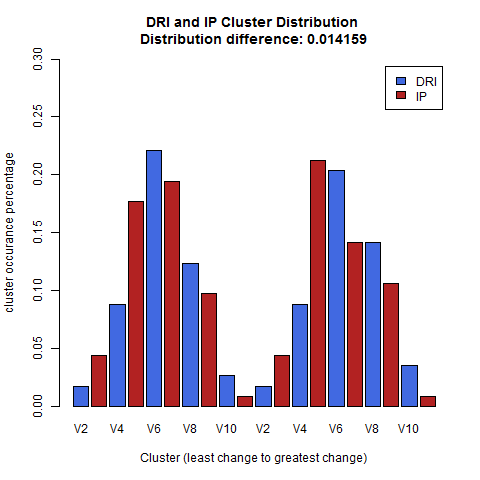 DRI and IP Cluster Distribution
Distribution difference: 0.014159
DRI
IP
cluster occurance percentage
0.30
0.25
0.20
0.15
0.10
0.05
0.00
V2 V4 V6 V8 V10 V2 V4 V6 V8 V10
Cluster (least change to greatest change)